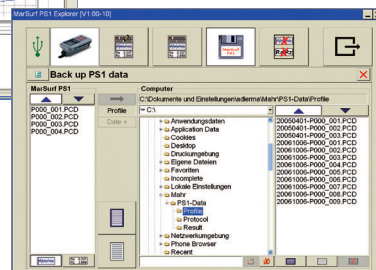 MarSurf PS1 Explorer [V1.00-10]
Back up PS1 data
MarSurf PS1
Computer
C:\Dokumente und Einstellungen\adlerma\Mahr\PS1-Data\Profile
Profile
Date +
C:\
P000_001.PCD
P000_002.PCD
P000_003.PCD
P000_004.PCD
Anwendungsdaten
Application Data
Cookies
Desktop
Druckumgebung
Eigene Dateien
Favoriten
Incomplete
Lokale Einstellungen
Mahr
PS1-Data
Profile
Protocol
Result
Netzwerkumgebung
Phone Browser
Recent
20050401-P000_001.PCD
20050401-P000_002.PCD
20061006-P000_001.PCD
20061006-P000_002.PCD
20061006-P000_003.PCD
20061006-P000_004.PCD
20061006-P000_005.PCD
20061006-P000_006.PCD
20061006-P000_007.PCD
20061006-P000_008.PCD
20061006-P000_009.PCD